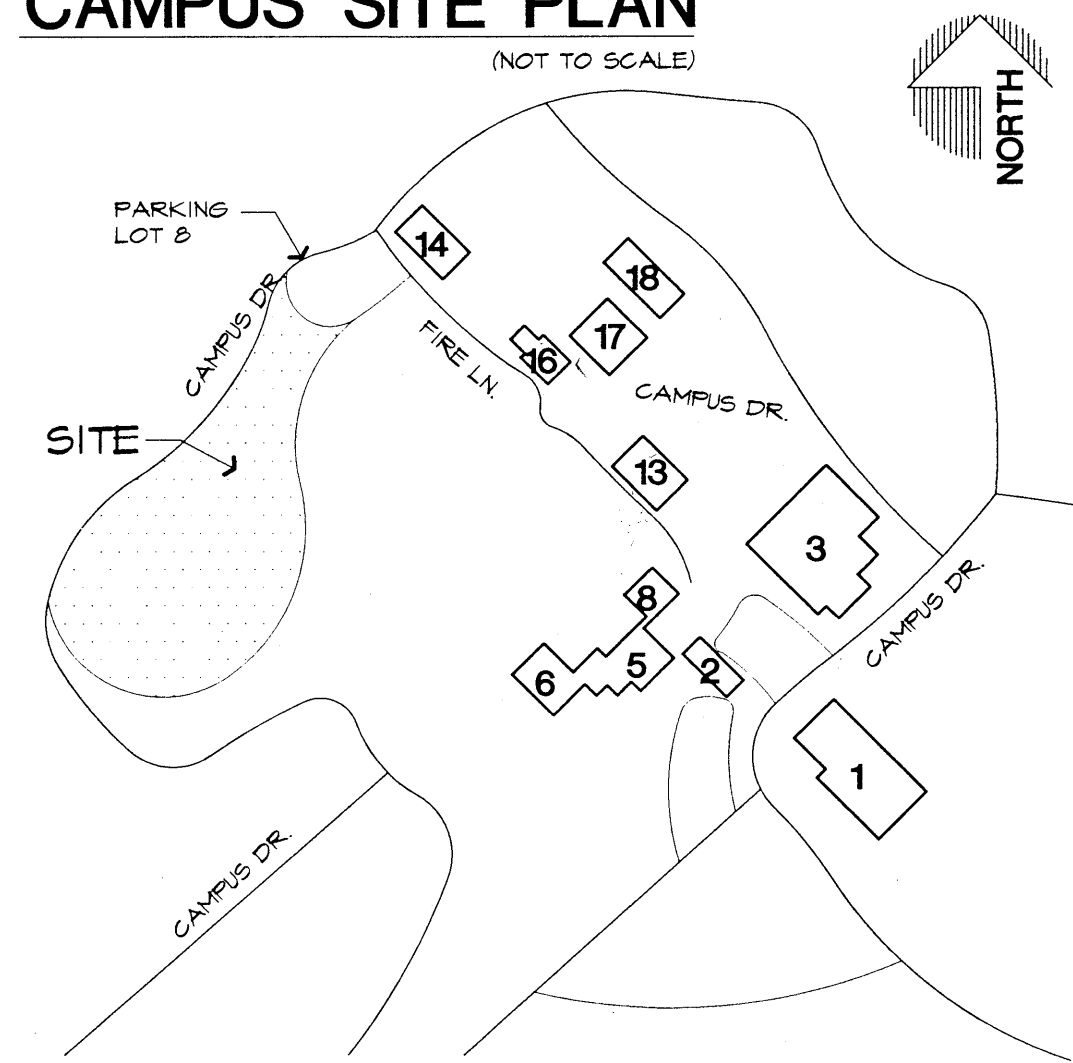 CAMPUS SITE PLAN
(NOT TO SCALE)
NORTH
PARKING
LOT 8
CAMPUS DR.
14
18
17
16
FIRE LN.
CAMPUS DR.
SITE
13
3
8
CAMPUS DR.
5
2
6
1
CAMPUS DR.